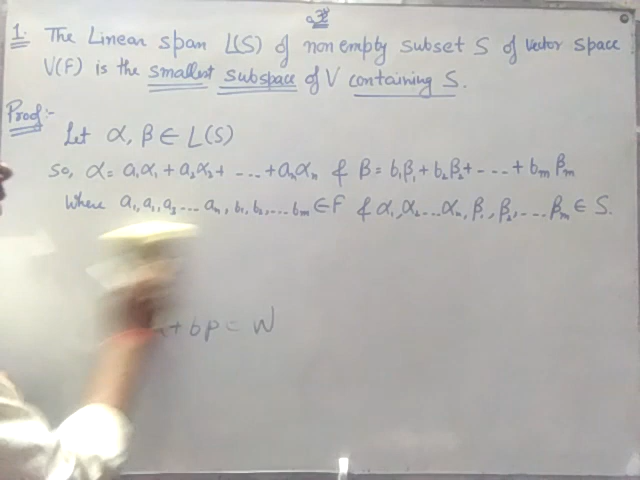 1. The Linear span L(S) of non empty subset S of vector space
V(F) is the smallest subspace of V containing S.
Proof:-
Let α, β ∈ L(S)
So, α = a₁α₁ + a₂α₂ + ... + aₙαₙ & β = b₁β₁ + b₂β₂ + --- + bₘ βₘ
Where a₁, a₂, a₃ ... aₙ, b₁, b₂, ... bₘ ∈ F & α₁, α₂ ... αₙ, β₁, β₂, ... βₘ ∈ S.
+ bβ = W